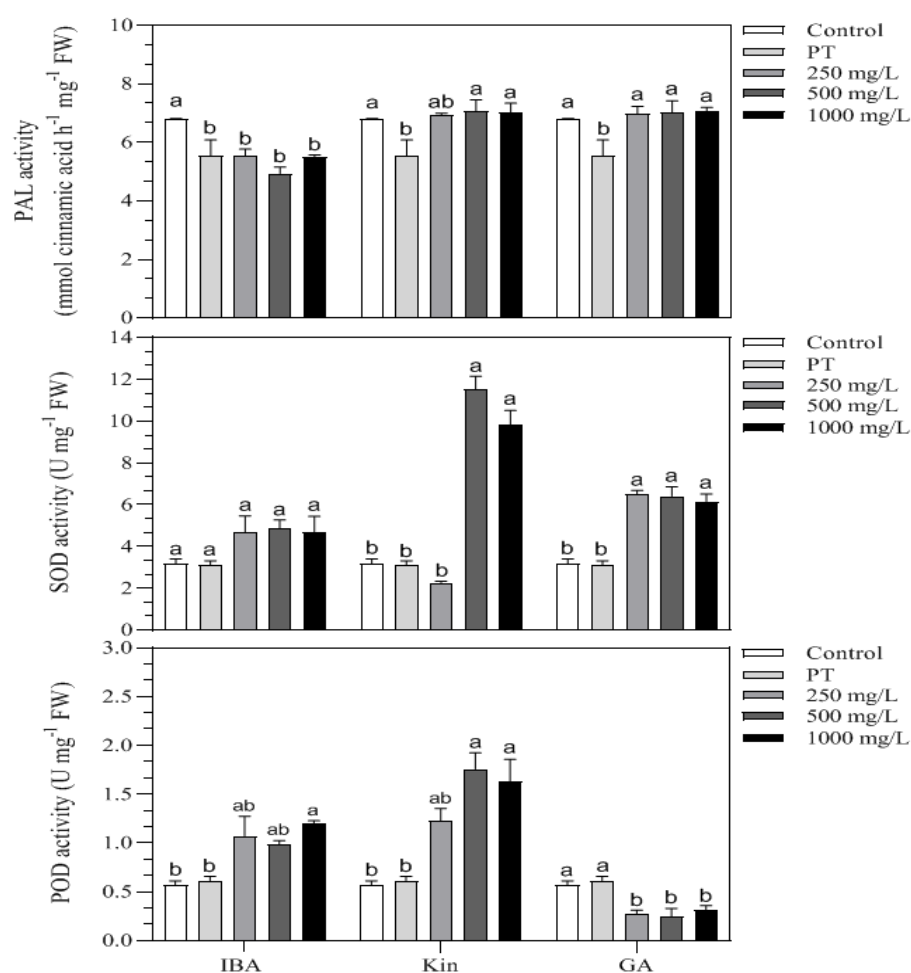 PAL activity
(mmol cinnamic acid h⁻¹ mg⁻¹ FW)
10
8
6
4
2
0
a b b b b
a b ab a a
a b a a a
Control
PT
250 mg/L
500 mg/L
1000 mg/L
SOD activity (U mg⁻¹ FW)
14
12
10
8
6
4
2
0
a a a a a
b b b a a
b b a a a
Control
PT
250 mg/L
500 mg/L
1000 mg/L
POD activity (U mg⁻¹ FW)
3.0
2.5
2.0
1.5
1.0
0.5
0.0
b b ab ab a
b b ab a a
a a b b b
Control
PT
250 mg/L
500 mg/L
1000 mg/L
IBA Kin GA